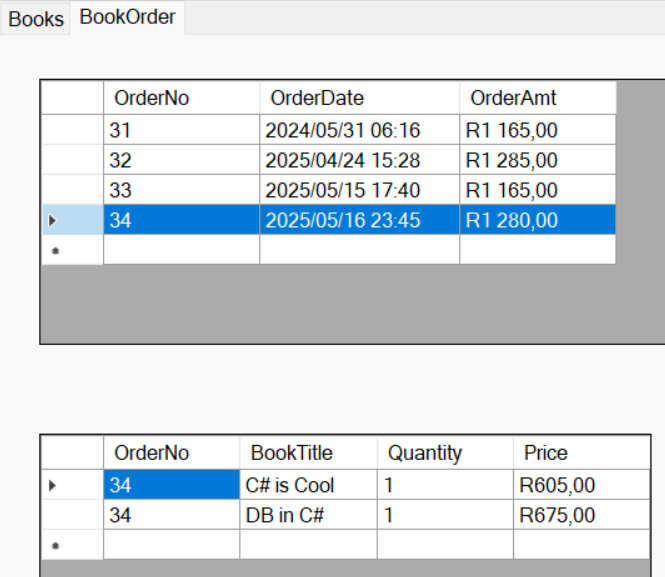 Books BookOrder
OrderNo OrderDate OrderAmt
31 2024/05/31 06:16 R1 165,00
32 2025/04/24 15:28 R1 285,00
33 2025/05/15 17:40 R1 165,00
34 2025/05/16 23:45 R1 280,00
OrderNo BookTitle Quantity Price
34 C# is Cool 1 R605,00
34 DB in C# 1 R675,00